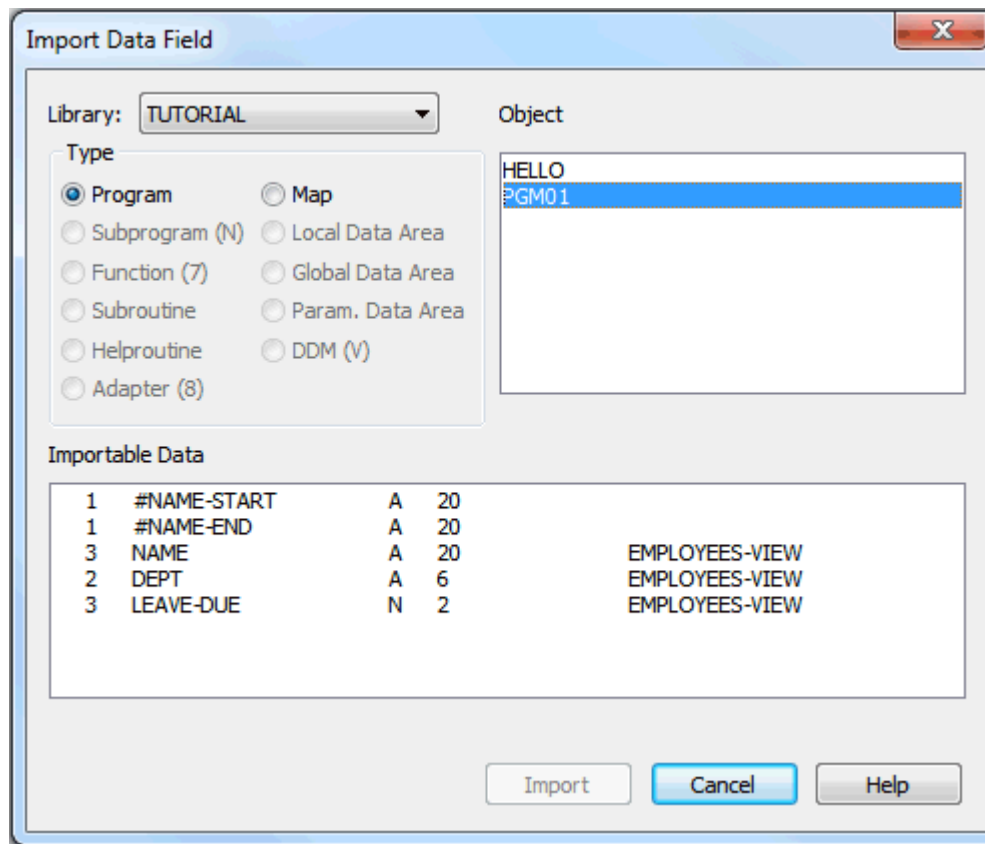 Import Data Field
Library: TUTORIAL
Object
Type
Program Map
Subprogram (N) Local Data Area
Function (7) Global Data Area
Subroutine Param. Data Area
Helproutine DDM (V)
Adapter (8)
HELLO
PGM01
Importable Data
1 #NAME-START A 20
1 #NAME-END A 20
3 NAME A 20 EMPLOYEES-VIEW
2 DEPT A 6 EMPLOYEES-VIEW
3 LEAVE-DUE N 2 EMPLOYEES-VIEW
Import Cancel Help